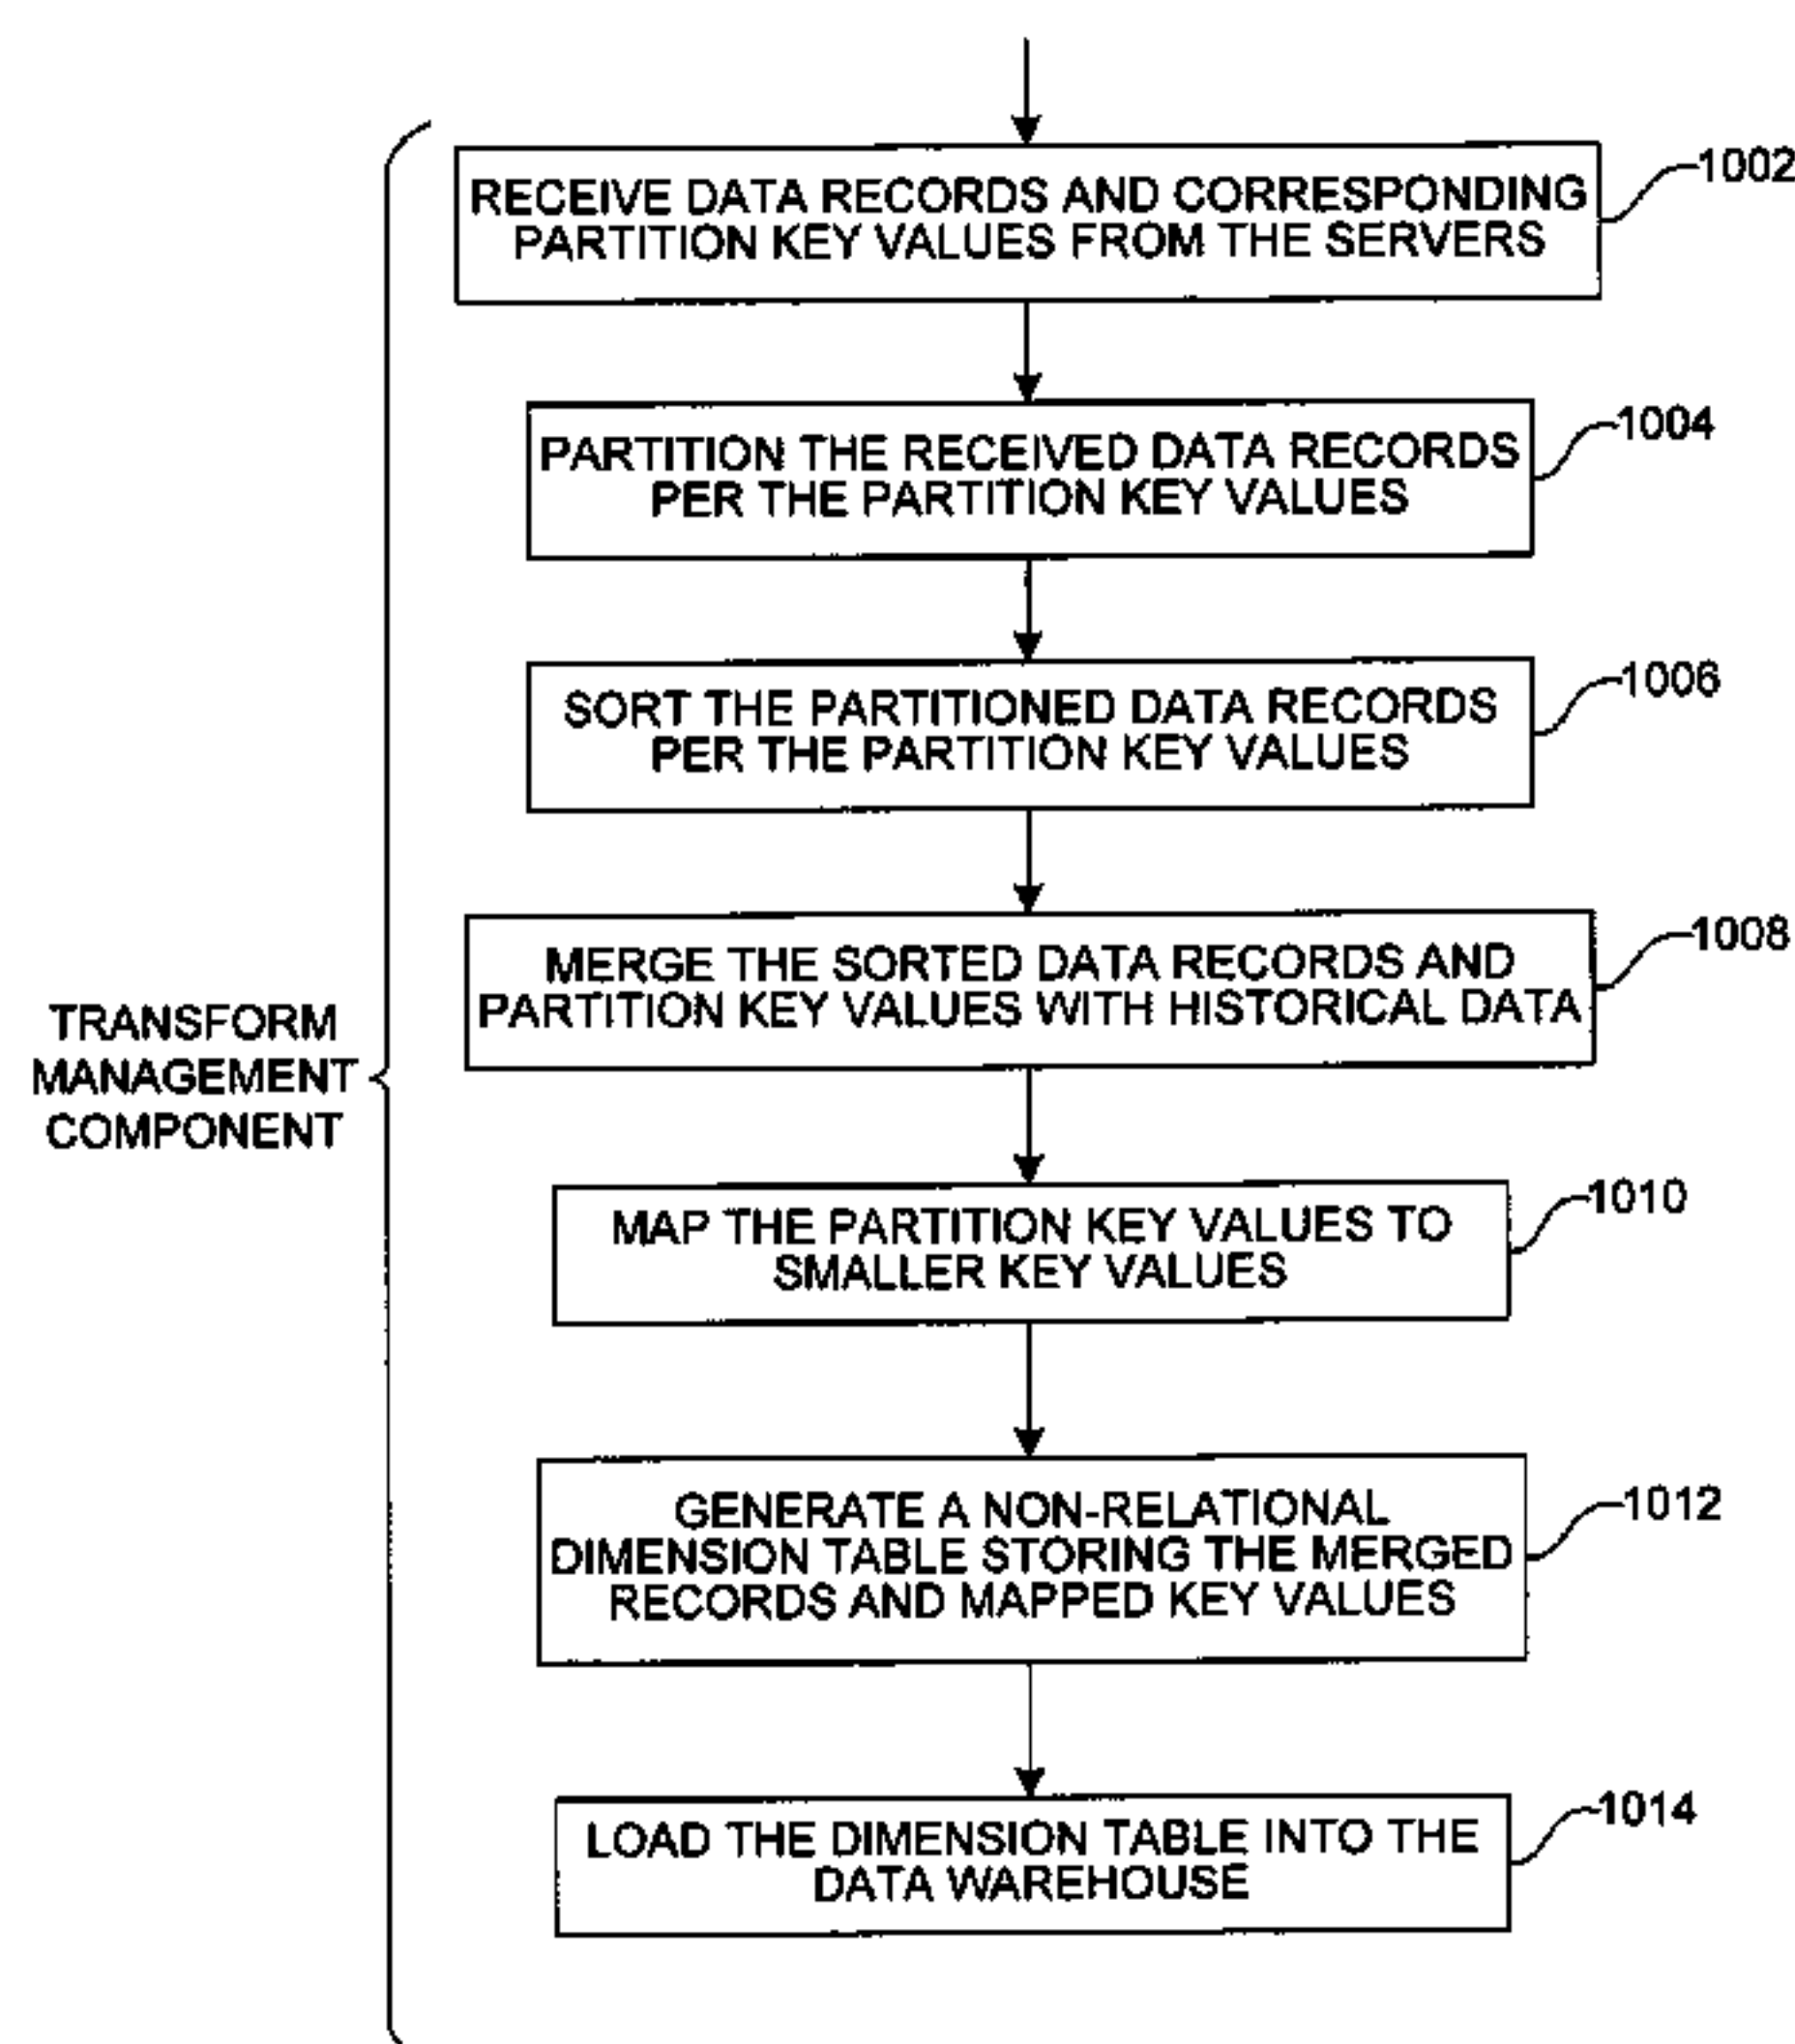 RECEIVE DATA RECORDS AND CORRESPONDING
PARTITION KEY VALUES FROM THE SERVERS
1002
PARTITION THE RECEIVED DATA RECORDS
PER THE PARTITION KEY VALUES
1004
SORT THE PARTITIONED DATA RECORDS
PER THE PARTITION KEY VALUES
1006
MERGE THE SORTED DATA RECORDS AND
PARTITION KEY VALUES WITH HISTORICAL DATA
1008
TRANSFORM
MANAGEMENT
COMPONENT
MAP THE PARTITION KEY VALUES TO
SMALLER KEY VALUES
1010
GENERATE A NON-RELATIONAL
DIMENSION TABLE STORING THE MERGED
RECORDS AND MAPPED KEY VALUES
1012
LOAD THE DIMENSION TABLE INTO THE
DATA WAREHOUSE
1014